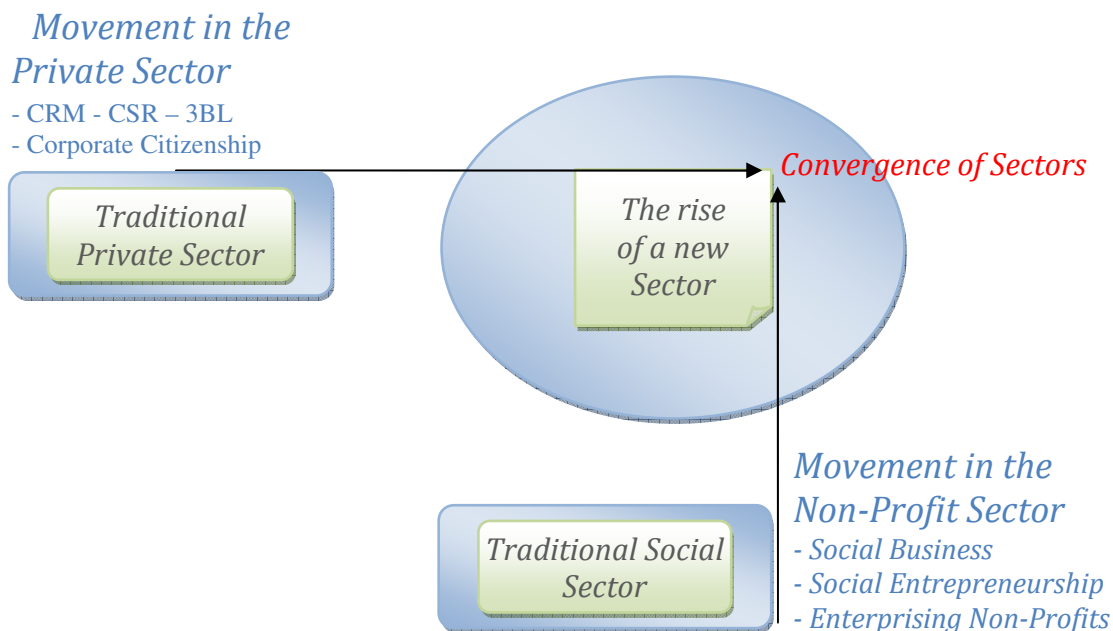 Movement in the
Private Sector
- CRM - CSR – 3BL
- Corporate Citizenship
Traditional
Private Sector
Convergence of Sectors
The rise
of a new
Sector
Traditional Social
Sector
Movement in the
Non-Profit Sector
- Social Business
- Social Entrepreneurship
- Enterprising Non-Profits